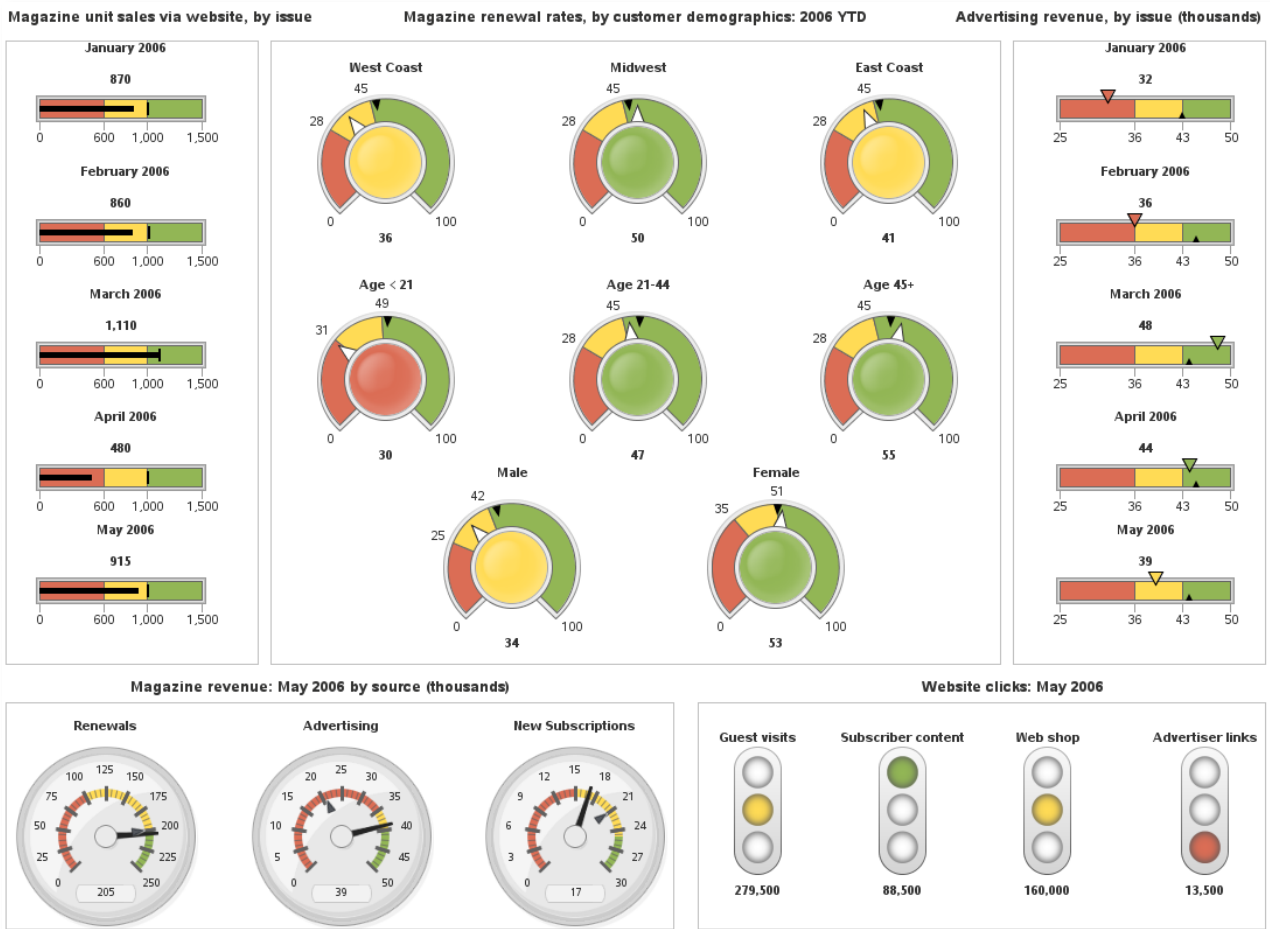 Magazine unit sales via website, by issue
January 2006
870
0 600 1,000 1,500
February 2006
860
0 600 1,000 1,500
March 2006
1,110
0 600 1,000 1,500
April 2006
480
0 600 1,000 1,500
May 2006
915
0 600 1,000 1,500
Magazine renewal rates, by customer demographics: 2006 YTD
West Coast
45
28
0 100
36
Midwest
45
28
0 100
50
East Coast
45
28
0 100
41
Age < 21
49
31
0 100
30
Age 21-44
45
28
0 100
47
Age 45+
45
28
0 100
55
Male
42
25
0 100
34
Female
51
35
0 100
53
Advertising revenue, by issue (thousands)
January 2006
32
25 36 43 50
February 2006
36
25 36 43 50
March 2006
48
25 36 43 50
April 2006
44
25 36 43 50
May 2006
39
25 36 43 50
Magazine revenue: May 2006 by source (thousands)
Renewals
0 25 50 75 100 125 150 175 200 225 250
205
Advertising
0 5 10 15 20 25 30 35 40 45 50
39
New Subscriptions
0 3 6 9 12 15 18 21 24 27 30
17
Website clicks: May 2006
Guest visits
279,500
Subscriber content
88,500
Web shop
160,000
Advertiser links
13,500